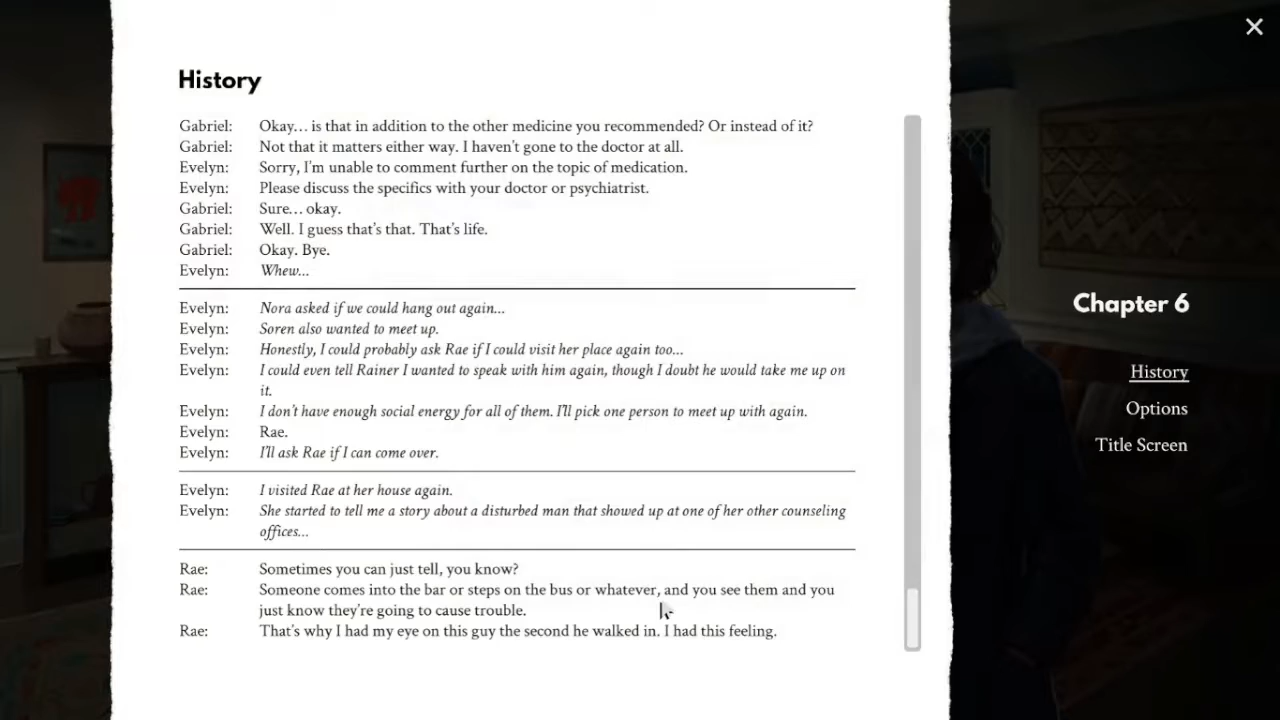 History
Gabriel: Okay… is that in addition to the other medicine you recommended? Or instead of it?
Gabriel: Not that it matters either way. I haven't gone to the doctor at all.
Evelyn: Sorry, I'm unable to comment further on the topic of medication.
Evelyn: Please discuss the specifics with your doctor or psychiatrist.
Gabriel: Sure… okay.
Gabriel: Well. I guess that's that. That's life.
Gabriel: Okay. Bye.
Evelyn: Whew...
Evelyn: Nora asked if we could hang out again...
Evelyn: Soren also wanted to meet up.
Evelyn: Honestly, I could probably ask Rae if I could visit her place again too...
Evelyn: I could even tell Rainer I wanted to speak with him again, though I doubt he would take me up on
it.
Evelyn: I don't have enough social energy for all of them. I'll pick one person to meet up with again.
Evelyn: Rae.
Evelyn: I'll ask Rae if I can come over.
Evelyn: I visited Rae at her house again.
Evelyn: She started to tell me a story about a disturbed man that showed up at one of her other counseling
offices...
Rae: Sometimes you can just tell, you know?
Rae: Someone comes into the bar or steps on the bus or whatever, and you see them and you
just know they're going to cause trouble.
Rae: That's why I had my eye on this guy the second he walked in. I had this feeling.
Chapter 6
History
Options
Title Screen